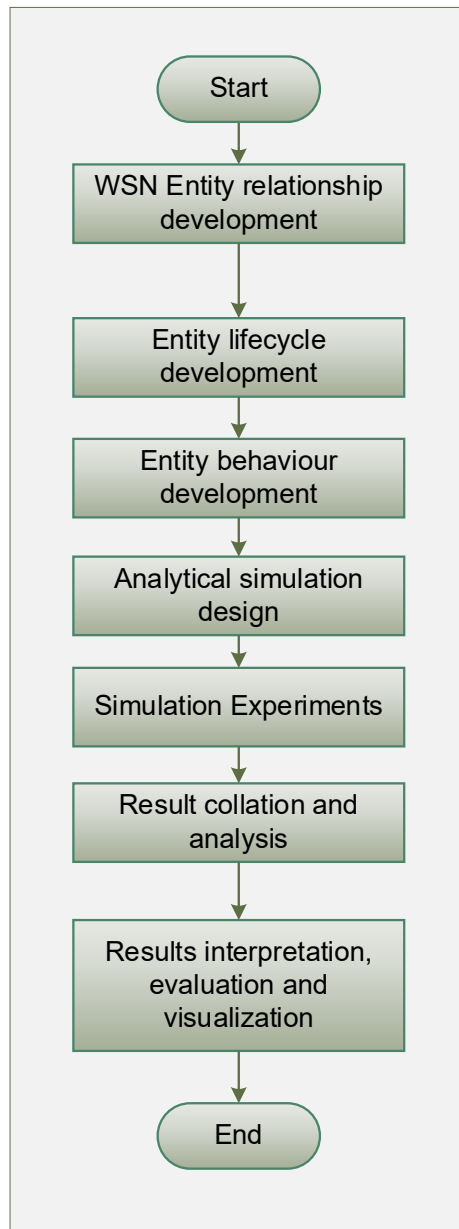 Start
WSN Entity relationship
development
Entity lifecycle
development
Entity behaviour
development
Analytical simulation
design
Simulation Experiments
Result collation and
analysis
Results interpretation,
evaluation and
visualization
End